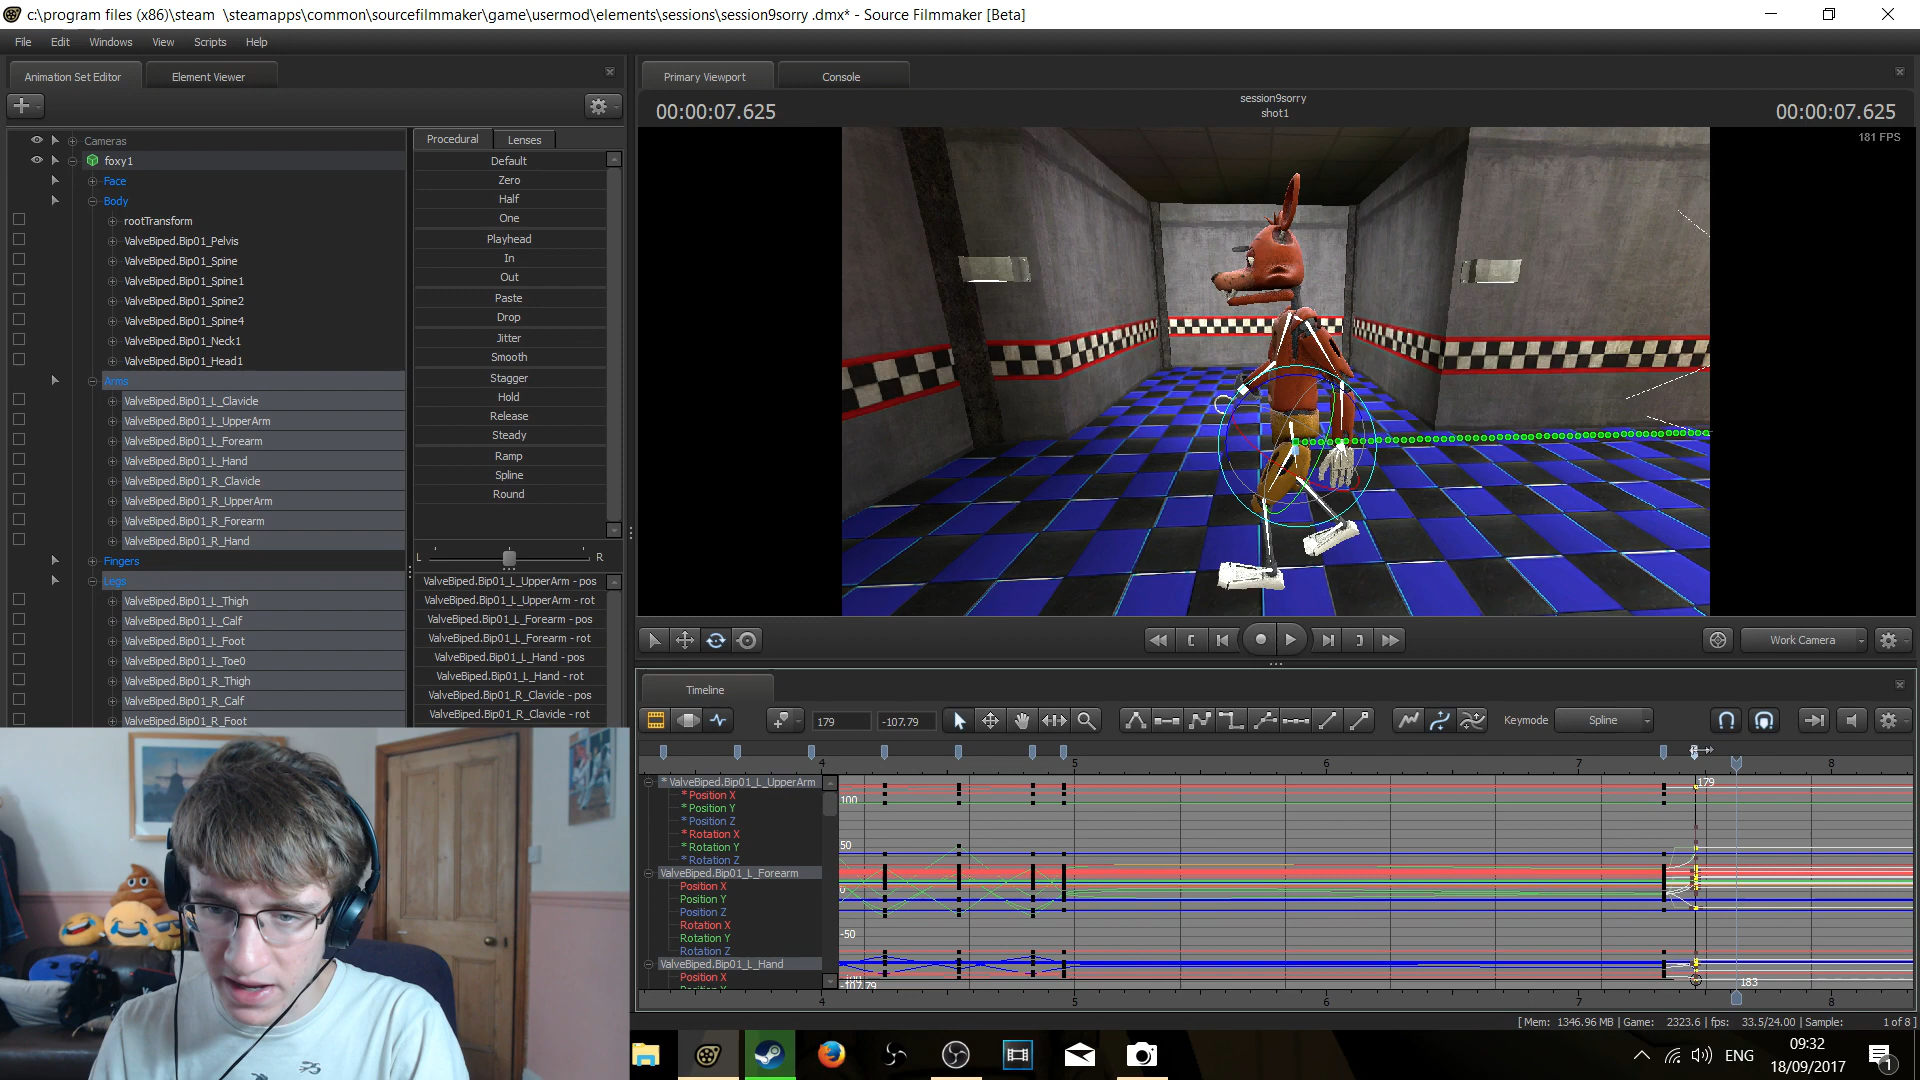 c:\program files (x86)\steam \steamapps\common\sourcefilmmaker\game\usermod\elements\sessions\session9sorry .dmx* - Source Filmmaker [Beta]
File Edit Windows View Scripts Help
Animation Set Editor Element Viewer
Cameras
foxy1
Face
Body
rootTransform
ValveBiped.Bip01_Pelvis
ValveBiped.Bip01_Spine
ValveBiped.Bip01_Spine1
ValveBiped.Bip01_Spine2
ValveBiped.Bip01_Spine4
ValveBiped.Bip01_Neck1
ValveBiped.Bip01_Head1
Arms
ValveBiped.Bip01_L_Clavicle
ValveBiped.Bip01_L_UpperArm
ValveBiped.Bip01_L_Forearm
ValveBiped.Bip01_L_Hand
ValveBiped.Bip01_R_Clavicle
ValveBiped.Bip01_R_UpperArm
ValveBiped.Bip01_R_Forearm
ValveBiped.Bip01_R_Hand
Fingers
Legs
ValveBiped.Bip01_L_Thigh
ValveBiped.Bip01_L_Calf
ValveBiped.Bip01_L_Foot
ValveBiped.Bip01_L_Toe0
ValveBiped.Bip01_R_Thigh
ValveBiped.Bip01_R_Calf
ValveBiped.Bip01_R_Foot
Procedural Lenses
Default
Zero
Half
One
Playhead
In
Out
Paste
Drop
Jitter
Smooth
Stagger
Hold
Release
Steady
Ramp
Spline
Round
L R
ValveBiped.Bip01_L_UpperArm - pos
ValveBiped.Bip01_L_UpperArm - rot
ValveBiped.Bip01_L_Forearm - pos
ValveBiped.Bip01_L_Forearm - rot
ValveBiped.Bip01_L_Hand - pos
ValveBiped.Bip01_L_Hand - rot
ValveBiped.Bip01_R_Clavicle - pos
ValveBiped.Bip01_R_Clavicle - rot
Primary Viewport Console
00:00:07.625 session9sorry 00:00:07.625
shot1
181 FPS
Work Camera
Timeline
179 -107.79 Keymode Spline
4 5 6 7 8
* ValveBiped.Bip01_L_UpperArm
* Position X
* Position Y
* Position Z
* Rotation X
* Rotation Y
* Rotation Z
ValveBiped.Bip01_L_Forearm
Position X
Position Y
Position Z
Rotation X
Rotation Y
Rotation Z
ValveBiped.Bip01_L_Hand
Position X
100
50
0
-50
-107.79
179
183
4 5 6 7 8
[ Mem: 1346.96 MB | Game: 2323.6 | fps: 33.5/24.00 | Sample: 1 of 8 ]
ENG
09:32
18/09/2017
1